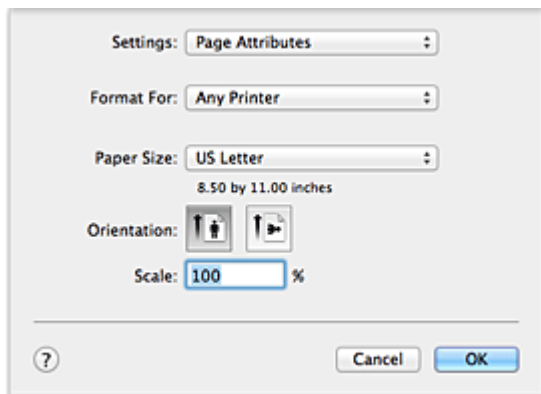 Settings: Page Attributes
Format For: Any Printer
Paper Size: US Letter
8.50 by 11.00 inches
Orientation:
Scale: 100 %
? Cancel OK